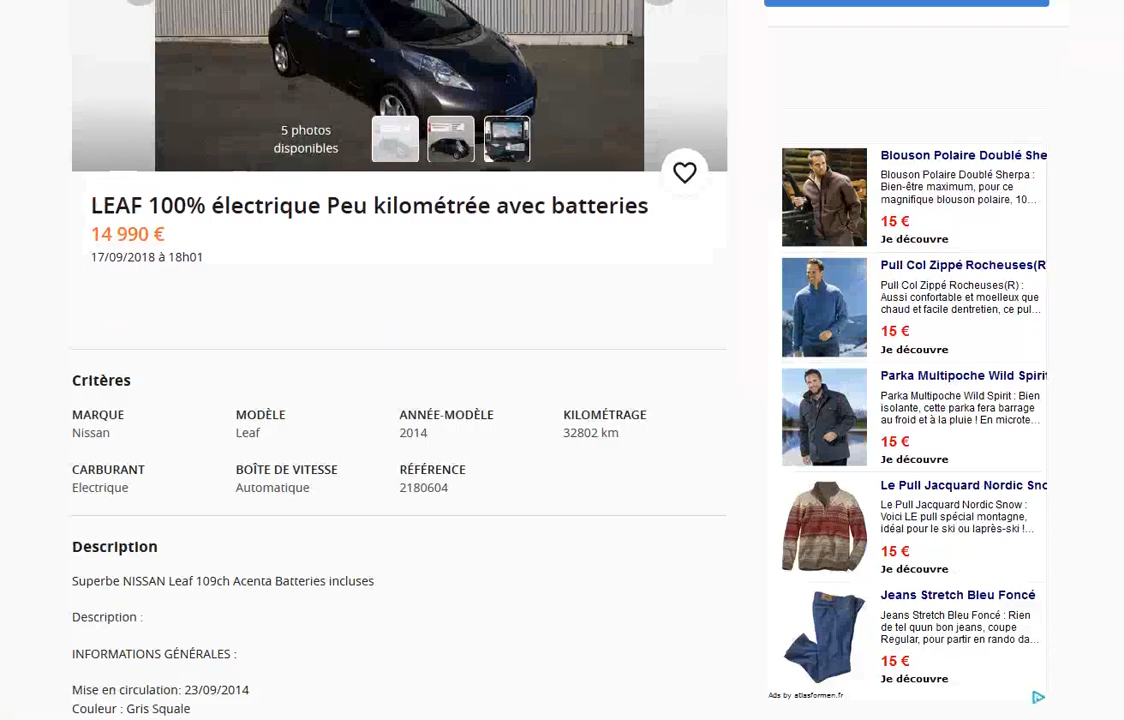 5 photos
disponibles
LEAF 100% électrique Peu kilométrée avec batteries
14 990 €
17/09/2018 à 18h01
Critères
MARQUE
Nissan
MODÈLE
Leaf
ANNÉE-MODÈLE
2014
KILOMÉTRAGE
32802 km
CARBURANT
Electrique
BOÎTE DE VITESSE
Automatique
RÉFÉRENCE
2180604
Description
Superbe NISSAN Leaf 109ch Acenta Batteries incluses
Description :
INFORMATIONS GÉNÉRALES :
Mise en circulation: 23/09/2014
Couleur : Gris Squale
Blouson Polaire Doublé She
Blouson Polaire Doublé Sherpa :
Bien-être maximum, pour ce
magnifique blouson polaire, 10...
15 €
Je découvre
Pull Col Zippé Rocheuses(R
Pull Col Zippé Rocheuses(R) :
Aussi confortable et moelleux que
chaud et facile dentretien, ce pul...
15 €
Je découvre
Parka Multipoche Wild Spirit
Parka Multipoche Wild Spirit : Bien
isolante, cette parka fera barrage
au froid et à la pluie ! En microte...
15 €
Je découvre
Le Pull Jacquard Nordic Sno
Le Pull Jacquard Nordic Snow :
Voici LE pull spécial montagne,
idéal pour le ski ou laprès-ski !...
15 €
Je découvre
Jeans Stretch Bleu Foncé
Jeans Stretch Bleu Foncé : Rien
de tel quun bon jeans, coupe
Regular, pour partir en rando da...
15 €
Je découvre
Ads by atlasformen.fr